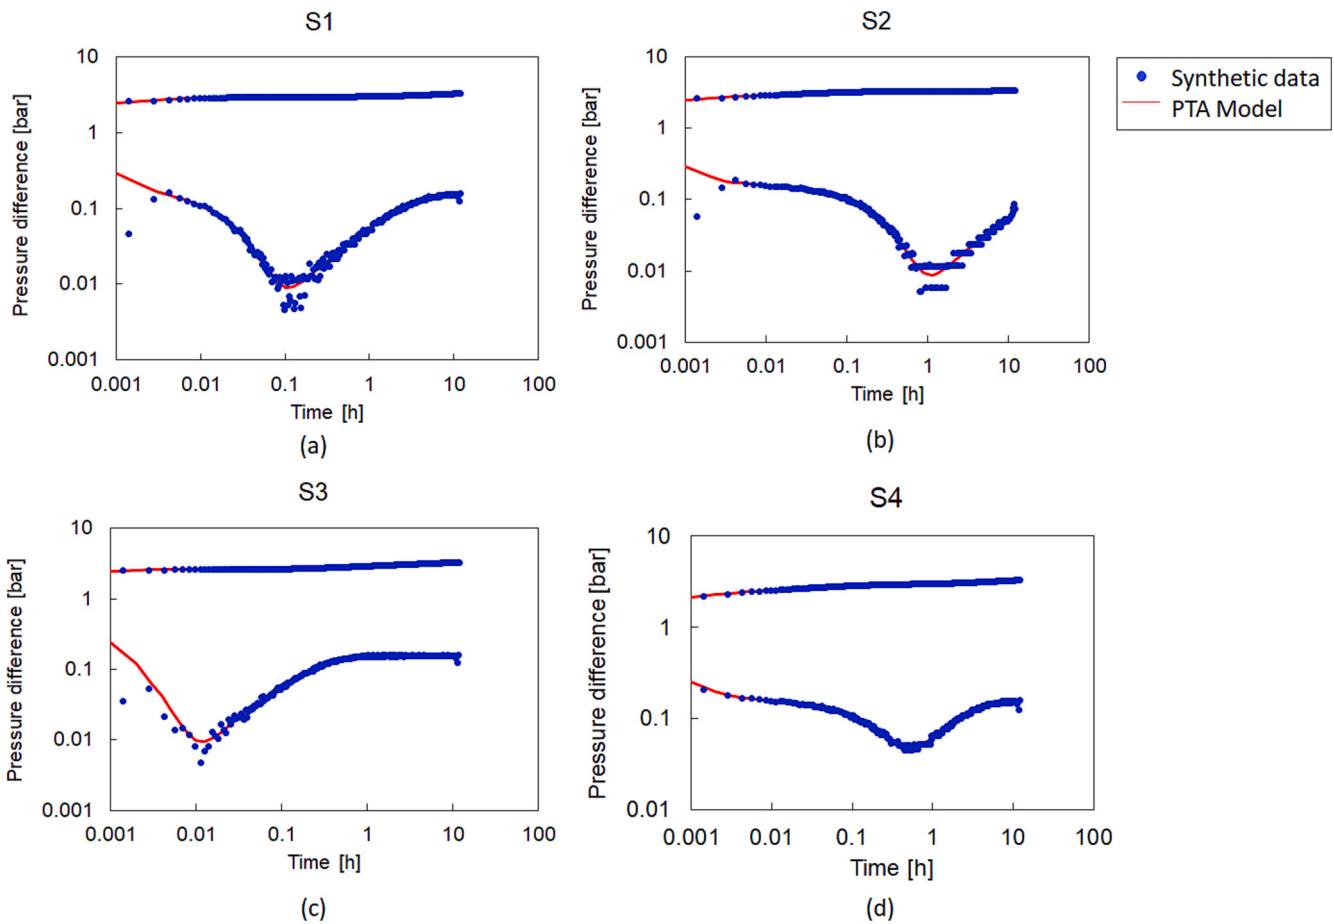 S1
Pressure difference [bar]
10
1
0.1
0.01
0.001
0.001 0.01 0.1 1 10 100
Time [h]
(a)
S2
Pressure difference [bar]
10
1
0.1
0.01
0.001
0.001 0.01 0.1 1 10 100
Time [h]
(b)
Synthetic data
PTA Model
S3
Pressure difference [bar]
10
1
0.1
0.01
0.001
0.001 0.01 0.1 1 10 100
Time [h]
(c)
S4
Pressure difference [bar]
10
1
0.1
0.01
0.001 0.01 0.1 1 10 100
Time [h]
(d)